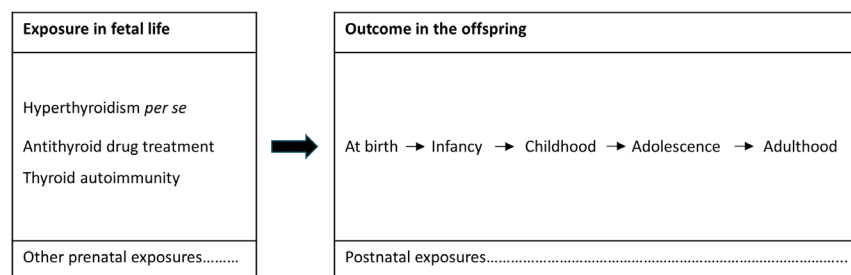 Exposure in fetal life
Hyperthyroidism per se
Antithyroid drug treatment
Thyroid autoimmunity
Other prenatal exposures………
Outcome in the offspring
At birth → Infancy → Childhood → Adolescence → Adulthood
Postnatal exposures…………………………………………………………………………...